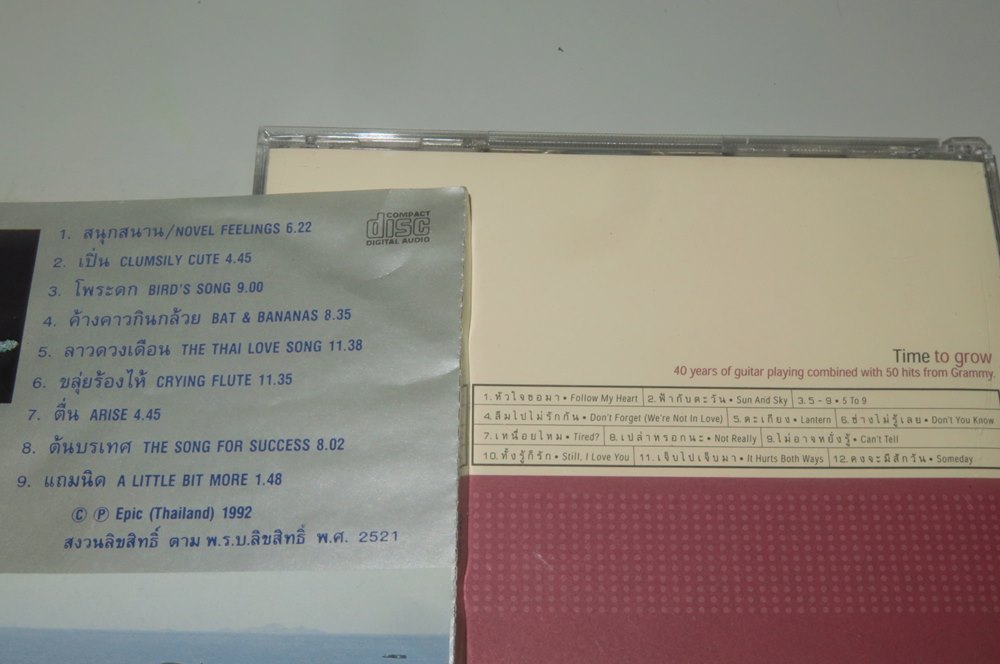 COMPACT
disc
DIGITAL AUDIO
1. สนุกสนาน/NOVEL FEELINGS 6.22
2. เปิ่น CLUMSILY CUTE 4.45
3. โพระดก BIRD'S SONG 9.00
4. ค้างคาวกินกล้วย BAT & BANANAS 8.35
5. ลาวดวงเดือน THE THAI LOVE SONG 11.38
6. ขลุ่ยร้องไห้ CRYING FLUTE 11.35
7. ตื่น ARISE 4.45
8. ต้นบรเทศ THE SONG FOR SUCCESS 8.02
9. แถมนิด A LITTLE BIT MORE 1.48
© ℗ Epic (Thailand) 1992
สงวนลิขสิทธิ์ ตาม พ.ร.บ.ลิขสิทธิ์ พ.ศ. 2521
Time to grow
40 years of guitar playing combined with 50 hits from Grammy.
1. หัวใจขอมา • Follow My Heart 2. ฟ้ากับตะวัน • Sun And Sky 3. 5 - 9 • 5 To 9
4. ลืมไปไม่รักกัน • Don't Forget (We're Not In Love) 5. ตะเกียง • Lantern 6. ช่างไม่รู้เลย • Don't You Know
7. เหนื่อยไหม • Tired? 8. เปล่าหรอกนะ • Not Really 9. ไม่อาจหยั่งรู้ • Can't Tell
10. ทั้งรู้ก็รัก • Still, I Love You 11. เจ็บไปเจ็บมา • It Hurts Both Ways 12. คงจะมีสักวัน • Someday